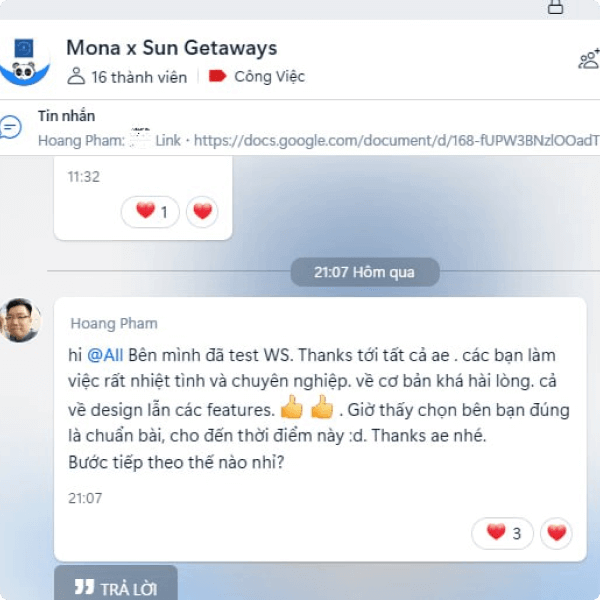 Mona x Sun Getaways
16 thành viên Công Việc
Tin nhắn
Hoang Pham: Link · https://docs.google.com/document/d/168-fUPW3BNzlOOadT
11:32
1
21:07 Hôm qua
Hoang Pham
hi @All Bên mình đã test WS. Thanks tới tất cả ae . các bạn làm
việc rất nhiệt tình và chuyên nghiệp. về cơ bản khá hài lòng. cả
về design lẫn các features. 👍 👍 . Giờ thấy chọn bên bạn đúng
là chuẩn bài, cho đến thời điểm này :d. Thanks ae nhé.
Bước tiếp theo thế nào nhỉ?
21:07
3
TRẢ LỜI